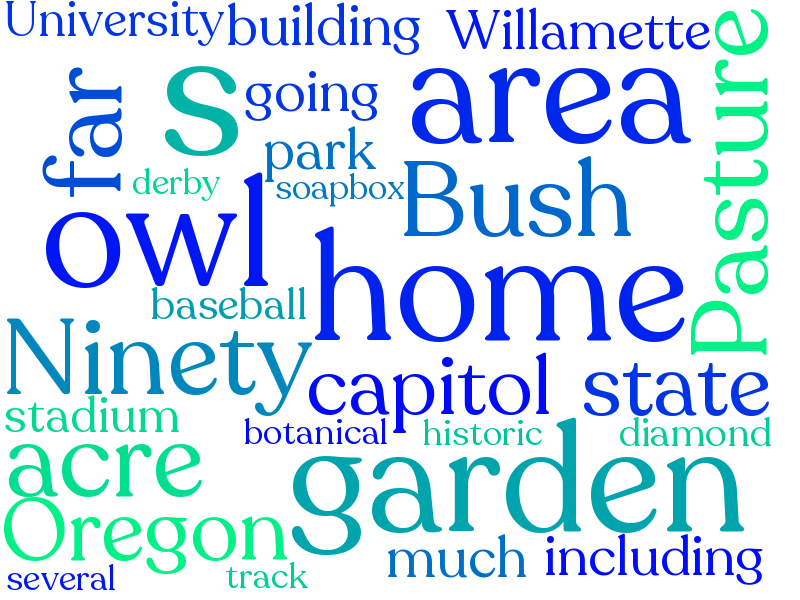 University building Willamette
Pasture
far s going area
park
derby soapbox Bush
owl
home
baseball
Ninety
capitol state
stadium
botanical historic diamond
acre
garden
Oregon
much including
several track